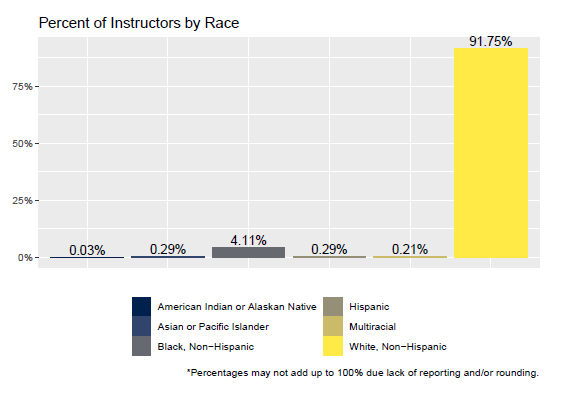 Percent of Instructors by Race
91.75%
75%
50%
25%
0%
0.03%
0.29%
4.11%
0.29%
0.21%
American Indian or Alaskan Native
Hispanic
Asian or Pacific Islander
Multiracial
Black, Non−Hispanic
White, Non−Hispanic
*Percentages may not add up to 100% due lack of reporting and/or rounding.